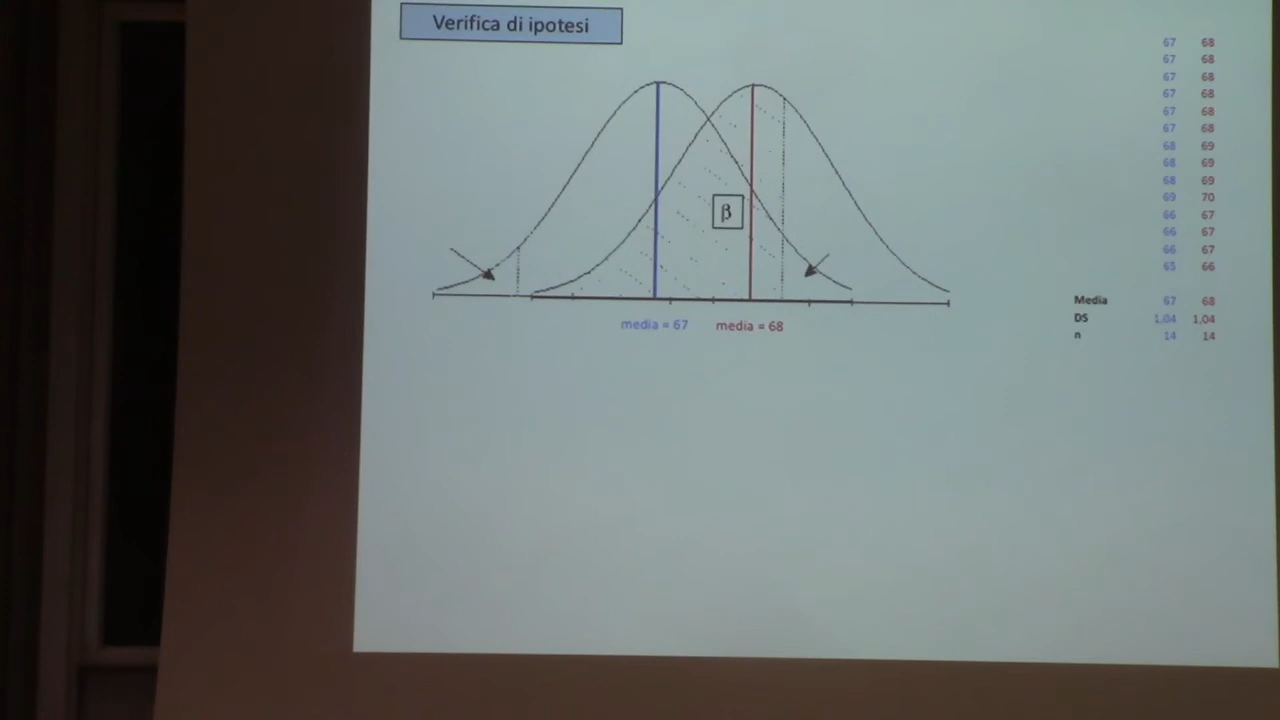 Verifica di ipotesi
β
media = 67 media = 68
67 68
67 68
67 68
67 68
67 68
67 68
68 69
68 69
68 69
69 70
66 67
66 67
66 67
65 66
Media 67 68
DS 1,04 1,04
n 14 14